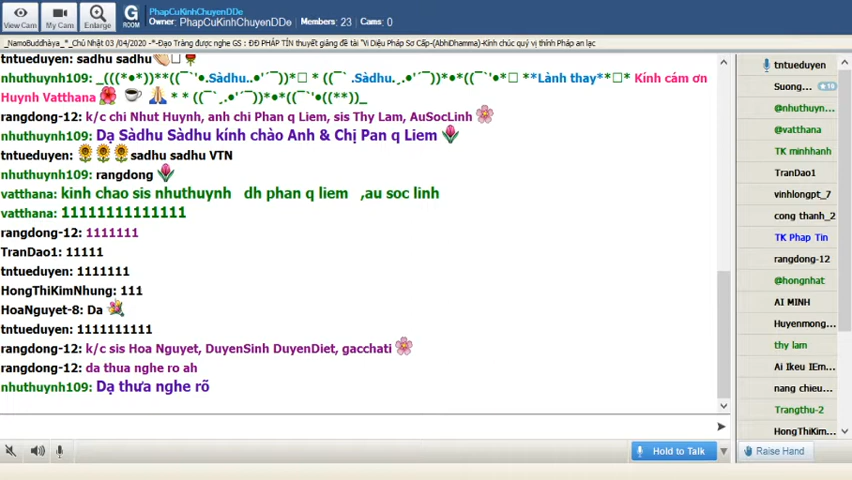 View Cam
My Cam
Enlarge
G
ROOM
PhapCuKinhChuyenDDe
Owner: PhapCuKinhChuyenDDe Members: 23 Cams: 0
_NamoBuddhàya_*_Chủ Nhật 03 /04/2020 -*-Đạo Tràng được nghe GS : ĐĐ PHÁP TÍN thuyết giảng đề tài "Vi Diệu Pháp Sơ Cấp-(AbhiDhamma)-Kính chúc quý vị thính Pháp an lạc
tntueduyen: sadhu sadhu
nhuthuynh109: _(((*•*))**((¯`'•.Sàdhu..•'´¯))*☐ * ((¯` .Sàdhu.¸.•'´¯))*•*((¯`'•*☐ **Lành thay**☐* Kính cám ơn
Huynh Vatthana * * ((¯`¸.•'´¯))*•*((¯`'•((**))_
rangdong-12: k/c chi Nhut Huỳnh, anh chi Phan q Liem, sis Thy Lam, AuSocLinh
nhuthuynh109: Dạ Sàdhu Sàdhu kính chào Anh & Chị Pan q Liem
tntueduyen: sadhu sadhu VTN
nhuthuynh109: rangdong
vatthana: kinh chao sis nhuthuynh dh phan q liem ,au soc linh
vatthana: 11111111111111
rangdong-12: 1111111
TranDao1: 11111
tntueduyen: 1111111
HongThiKimNhung: 111
HoaNguyet-8: Da
tntueduyen: 1111111111
rangdong-12: k/c sis Hoa Nguyet, DuyenSinh DuyenDiet, gacchati
rangdong-12: da thua nghe ro ah
nhuthuynh109: Dạ thưa nghe rõ
Hold to Talk
tntueduyen
Suong...
@nhuthuyn...
@vatthana
TK minhhanh
TranDao1
vinhlongpt_7
cong thanh_2
TK Phap Tin
rangdong-12
@hongnhat
AI MINH
Huyenmong...
thy lam
Ai Ikeu IEm...
nang chieu...
Trangthu-2
HongThiKim...
Raise Hand